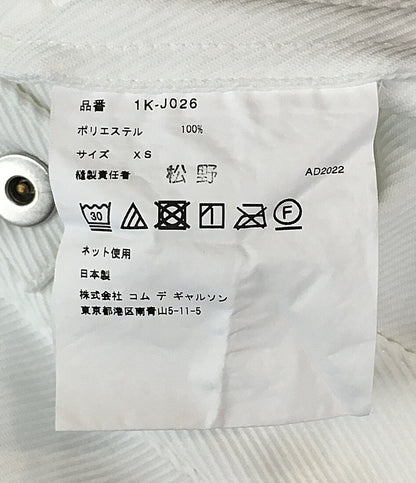 品番 1K-J026
ポリエステル 100%
サイズ XS
縫製責任者 松野 AD2022
30 F
ネット使用
日本製
株式会社 コム デ ギャルソン
東京都港区南青山5-11-5